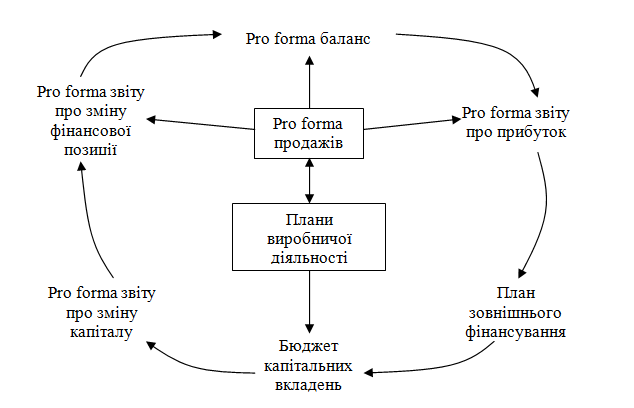 Pro forma баланс
Pro forma звіту
про зміну
фінансової
позиції
Pro forma
продажів
Pro forma звіту
про прибуток
Плани
виробничої
діяльності
Pro forma звіту
про зміну
капіталу
План
зовнішнього
фінансування
Бюджет
капітальних
вкладень